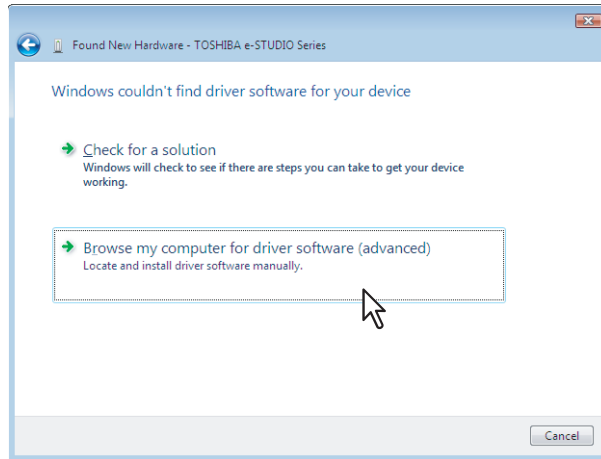 Found New Hardware - TOSHIBA e-STUDIO Series
Windows couldn't find driver software for your device
Check for a solution
Windows will check to see if there are steps you can take to get your device
working.
Browse my computer for driver software (advanced)
Locate and install driver software manually.
Cancel